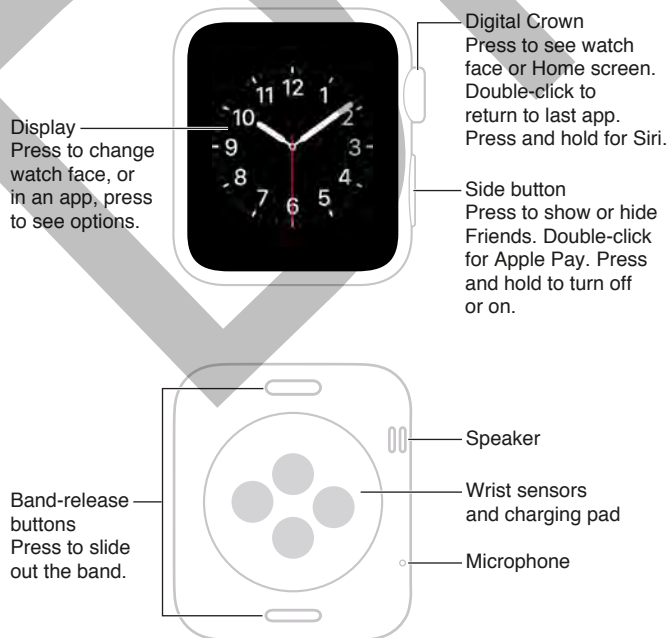 Digital Crown
Press to see watch
face or Home screen.
Double-click to
return to last app.
Press and hold for Siri.
Display
Press to change
watch face, or
in an app, press
to see options.
12
11 1
10 2
9 3
8 4
7 5
6
Side button
Press to show or hide
Friends. Double-click
for Apple Pay. Press
and hold to turn off
or on.
Speaker
Wrist sensors
and charging pad
Band-release
buttons
Press to slide
out the band.
Microphone